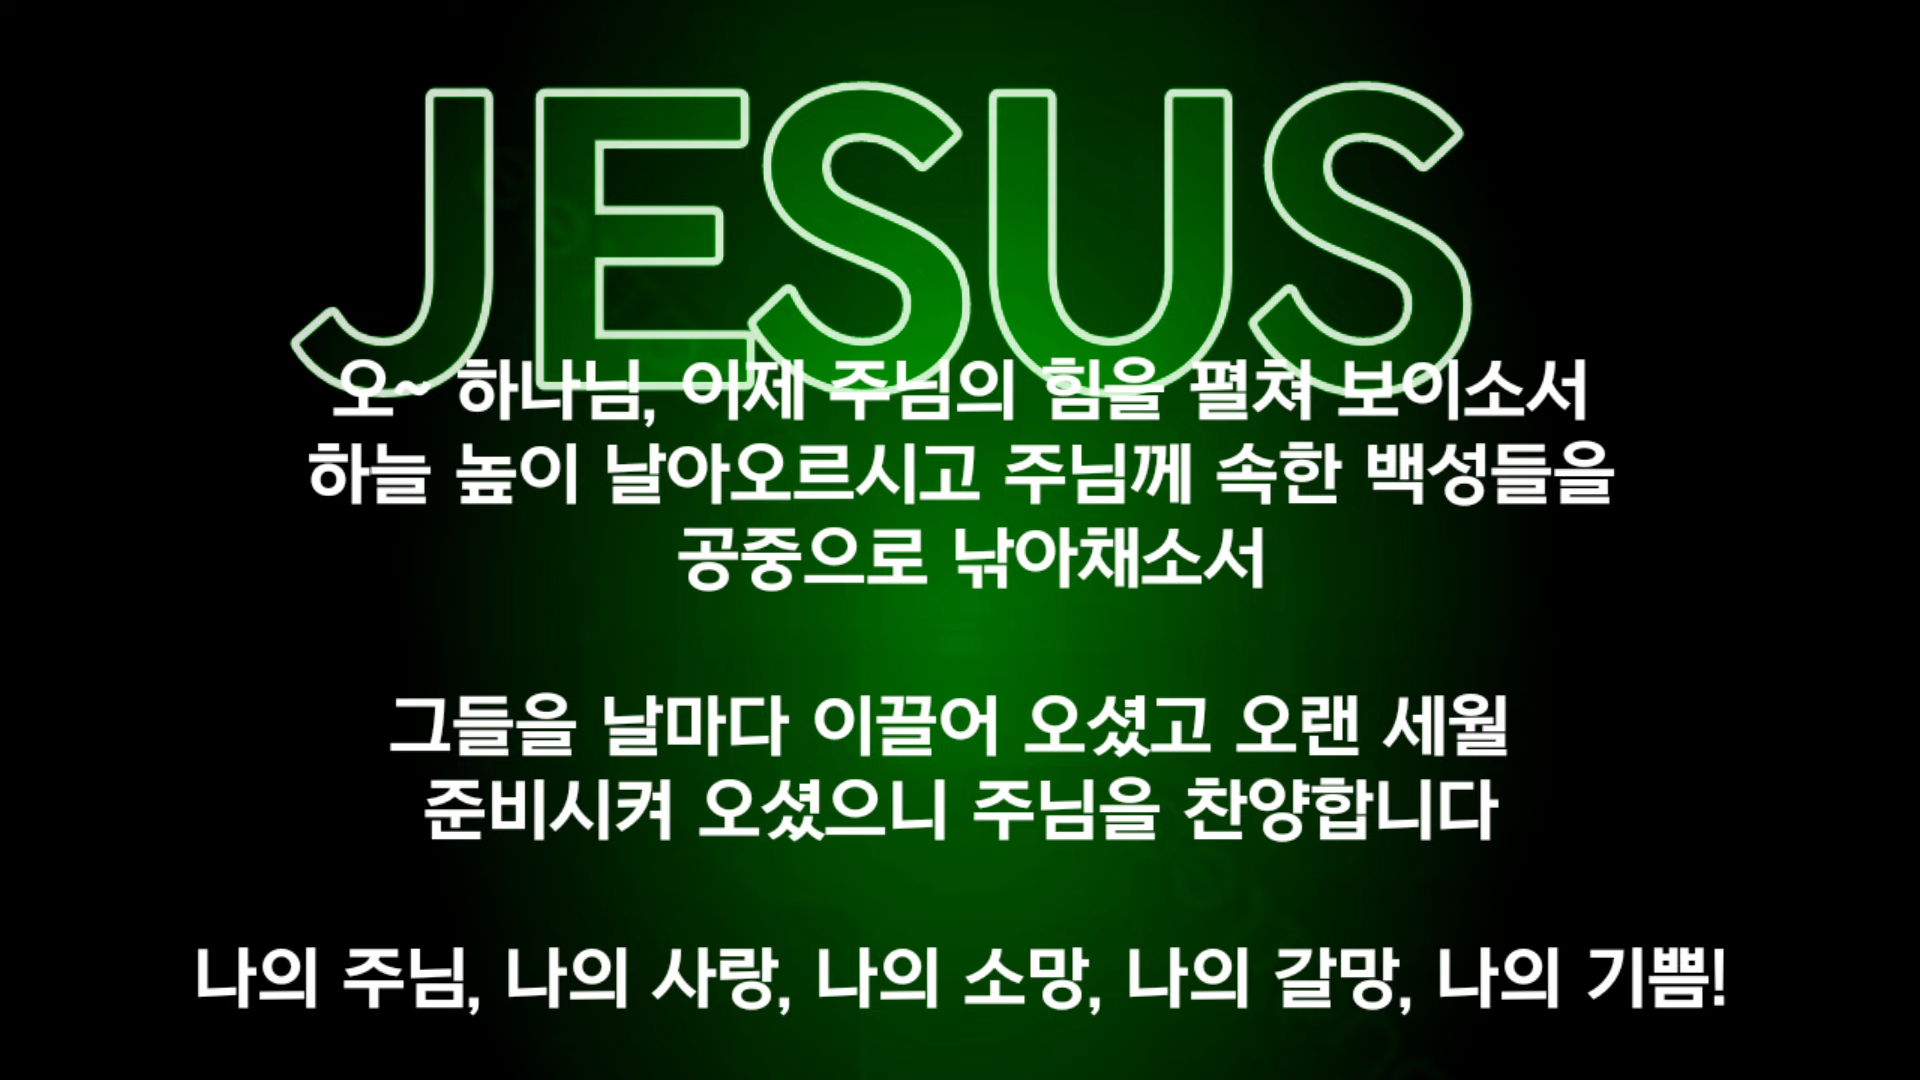 JESUS
오~ 하나님, 이제 주님의 힘을 펼쳐 보이소서
하늘 높이 날아오르시고 주님께 속한 백성들을
공중으로 낚아채소서
그들을 날마다 이끌어 오셨고 오랜 세월
준비시켜 오셨으니 주님을 찬양합니다
나의 주님, 나의 사랑, 나의 소망, 나의 갈망, 나의 기쁨!